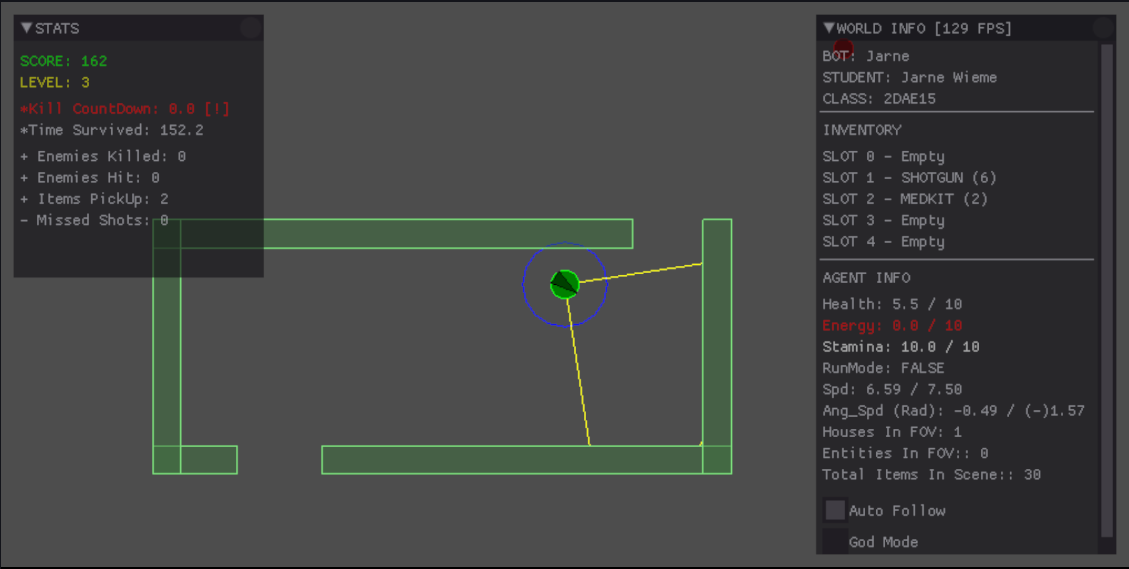 STATS
SCORE: 162
LEVEL: 3
*Kill CountDown: 0.0 [!]
*Time Survived: 152.2
+ Enemies Killed: 0
+ Enemies Hit: 0
+ Items PickUp: 2
- Missed Shots: 0
WORLD INFO [129 FPS]
BOT: Jarne
STUDENT: Jarne Wieme
CLASS: 2DAE15
INVENTORY
SLOT 0 - Empty
SLOT 1 - SHOTGUN (6)
SLOT 2 - MEDKIT (2)
SLOT 3 - Empty
SLOT 4 - Empty
AGENT INFO
Health: 5.5 / 10
Energy: 0.0 / 10
Stamina: 10.0 / 10
RunMode: FALSE
Spd: 6.59 / 7.50
Ang_Spd (Rad): -0.49 / (-)1.57
Houses In FOV: 1
Entities In FOV:: 0
Total Items In Scene:: 30
Auto Follow
God Mode